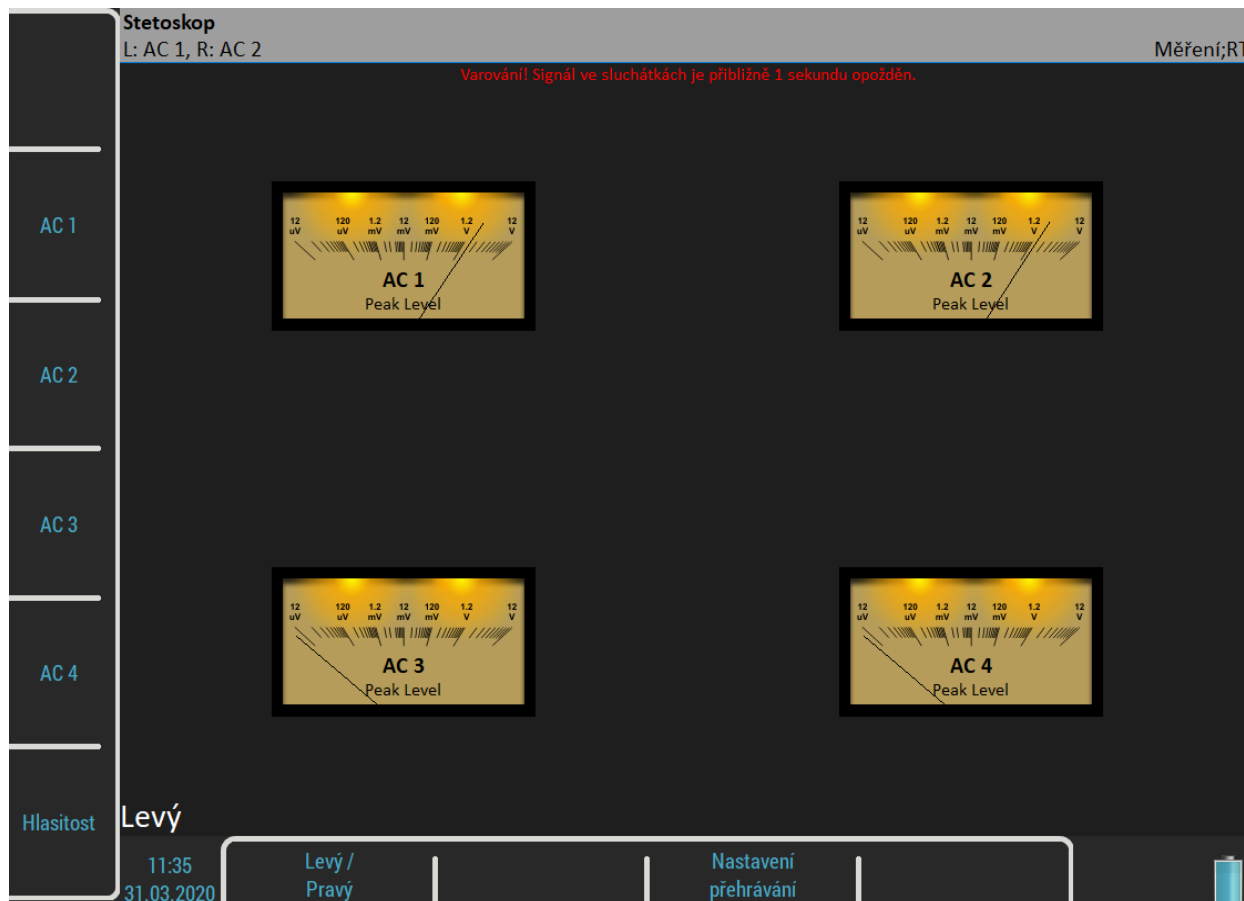 Stetoskop
L: AC 1, R: AC 2
Měření;RT
Varování! Signál ve sluchátkách je přibližně 1 sekundu opožděn.
AC 1
AC 2
AC 3
AC 4
Hlasitost
12 120 1.2 12 120 1.2 12
uV uV mV mV mV V V
AC 1
Peak Level
12 120 1.2 12 120 1.2 12
uV uV mV mV mV V V
AC 2
Peak Level
12 120 1.2 12 120 1.2 12
uV uV mV mV mV V V
AC 3
Peak Level
12 120 1.2 12 120 1.2 12
uV uV mV mV mV V V
AC 4
Peak Level
Levý
11:35
31.03.2020
Levý /
Pravý
Nastavení
přehrávání